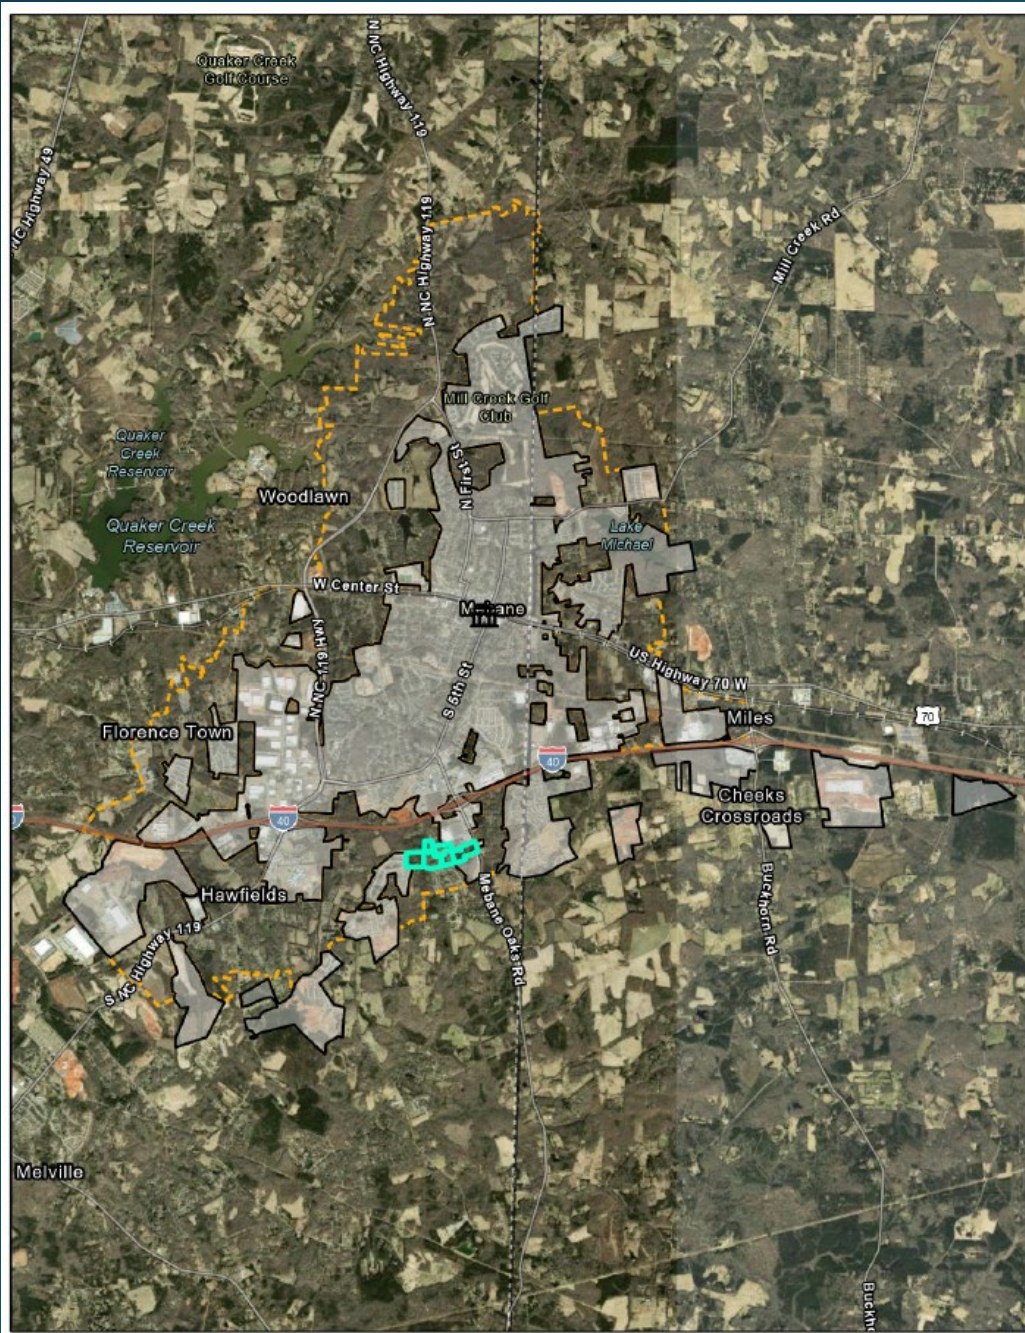 Quaker Creek
Golf Course
N NC Highway 119
NC Highway 49
N NC Highway 119
Mill Creek Rd
Mill Creek Golf
Club
Quaker
Creek
Reservoir
N First St
Woodlawn
Quaker Creek
Reservoir
Lake
Michael
W Center St
Mebane
N NC 119 Hwy
S 5th St
US Highway 70 W
70
Florence Town
Miles
40
40
Cheeks
Crossroads
Hawfields
Mebane Oaks Rd
Buckhorn Rd
S NC Highway 119
Melville